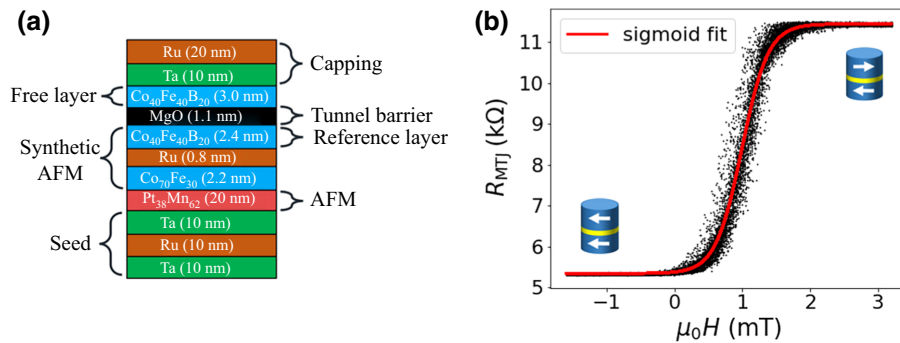 (a)
Ru (20 nm)
Ta (10 nm)
Capping
Free layer
Co₄₀Fe₄₀B₂₀ (3.0 nm)
MgO (1.1 nm)
Tunnel barrier
Co₄₀Fe₄₀B₂₀ (2.4 nm)
Reference layer
Synthetic
AFM
Ru (0.8 nm)
Co₇₀Fe₃₀ (2.2 nm)
Pt₃₈Mn₆₂ (20 nm)
AFM
Ta (10 nm)
Seed
Ru (10 nm)
Ta (10 nm)
(b)
sigmoid fit
R_MTJ (kΩ)
11
10
9
8
7
6
5
−1
0
1
2
3
μ₀H (mT)